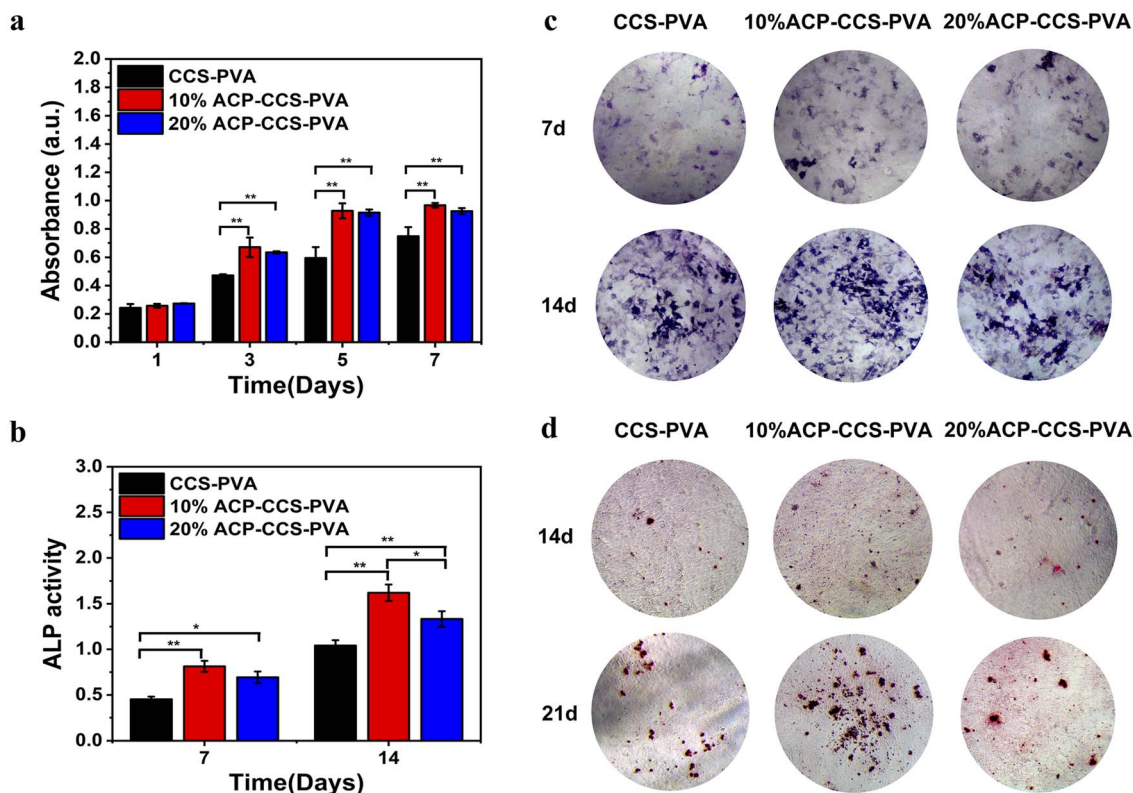 a
Absorbance (a.u.)
2.0
1.8
1.6
1.4
1.2
1.0
0.8
0.6
0.4
0.2
0.0
CCS-PVA
10% ACP-CCS-PVA
20% ACP-CCS-PVA
**
**
**
**
**
**
1 3 5 7
Time(Days)
b
ALP activity
3.0
2.5
2.0
1.5
1.0
0.5
0.0
CCS-PVA
10% ACP-CCS-PVA
20% ACP-CCS-PVA
*
**
**
**
*
7 14
Time(Days)
c
CCS-PVA 10%ACP-CCS-PVA 20%ACP-CCS-PVA
7d
14d
d
CCS-PVA 10%ACP-CCS-PVA 20%ACP-CCS-PVA
14d
21d